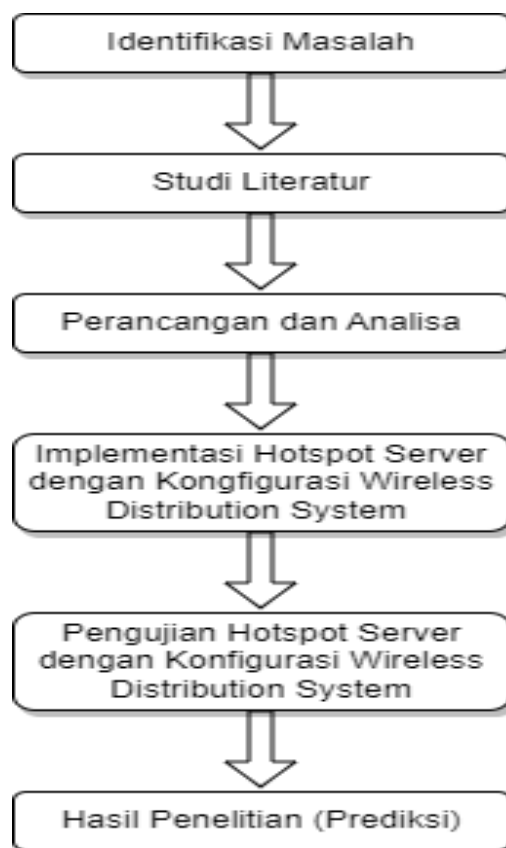 Identifikasi Masalah
Studi Literatur
Perancangan dan Analisa
Implementasi Hotspot Server
dengan Kongfigurasi Wireless
Distribution System
Pengujian Hotspot Server
dengan Konfigurasi Wireless
Distribution System
Hasil Penelitian (Prediksi)